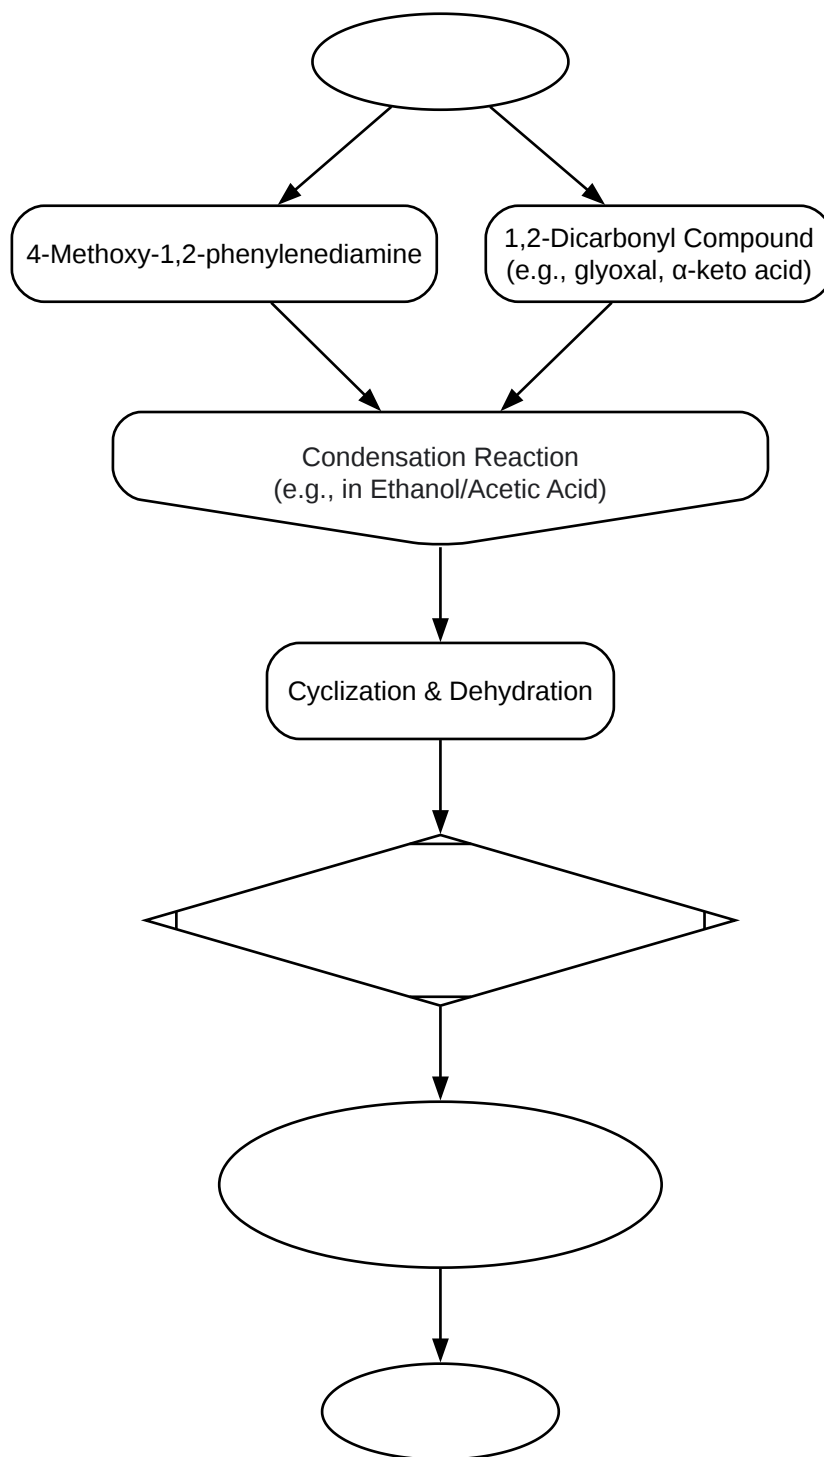 4-Methoxy-1,2-phenylenediamine
1,2-Dicarbonyl Compound
(e.g., glyoxal, α-keto acid)
Condensation Reaction
(e.g., in Ethanol/Acetic Acid)
Cyclization & Dehydration